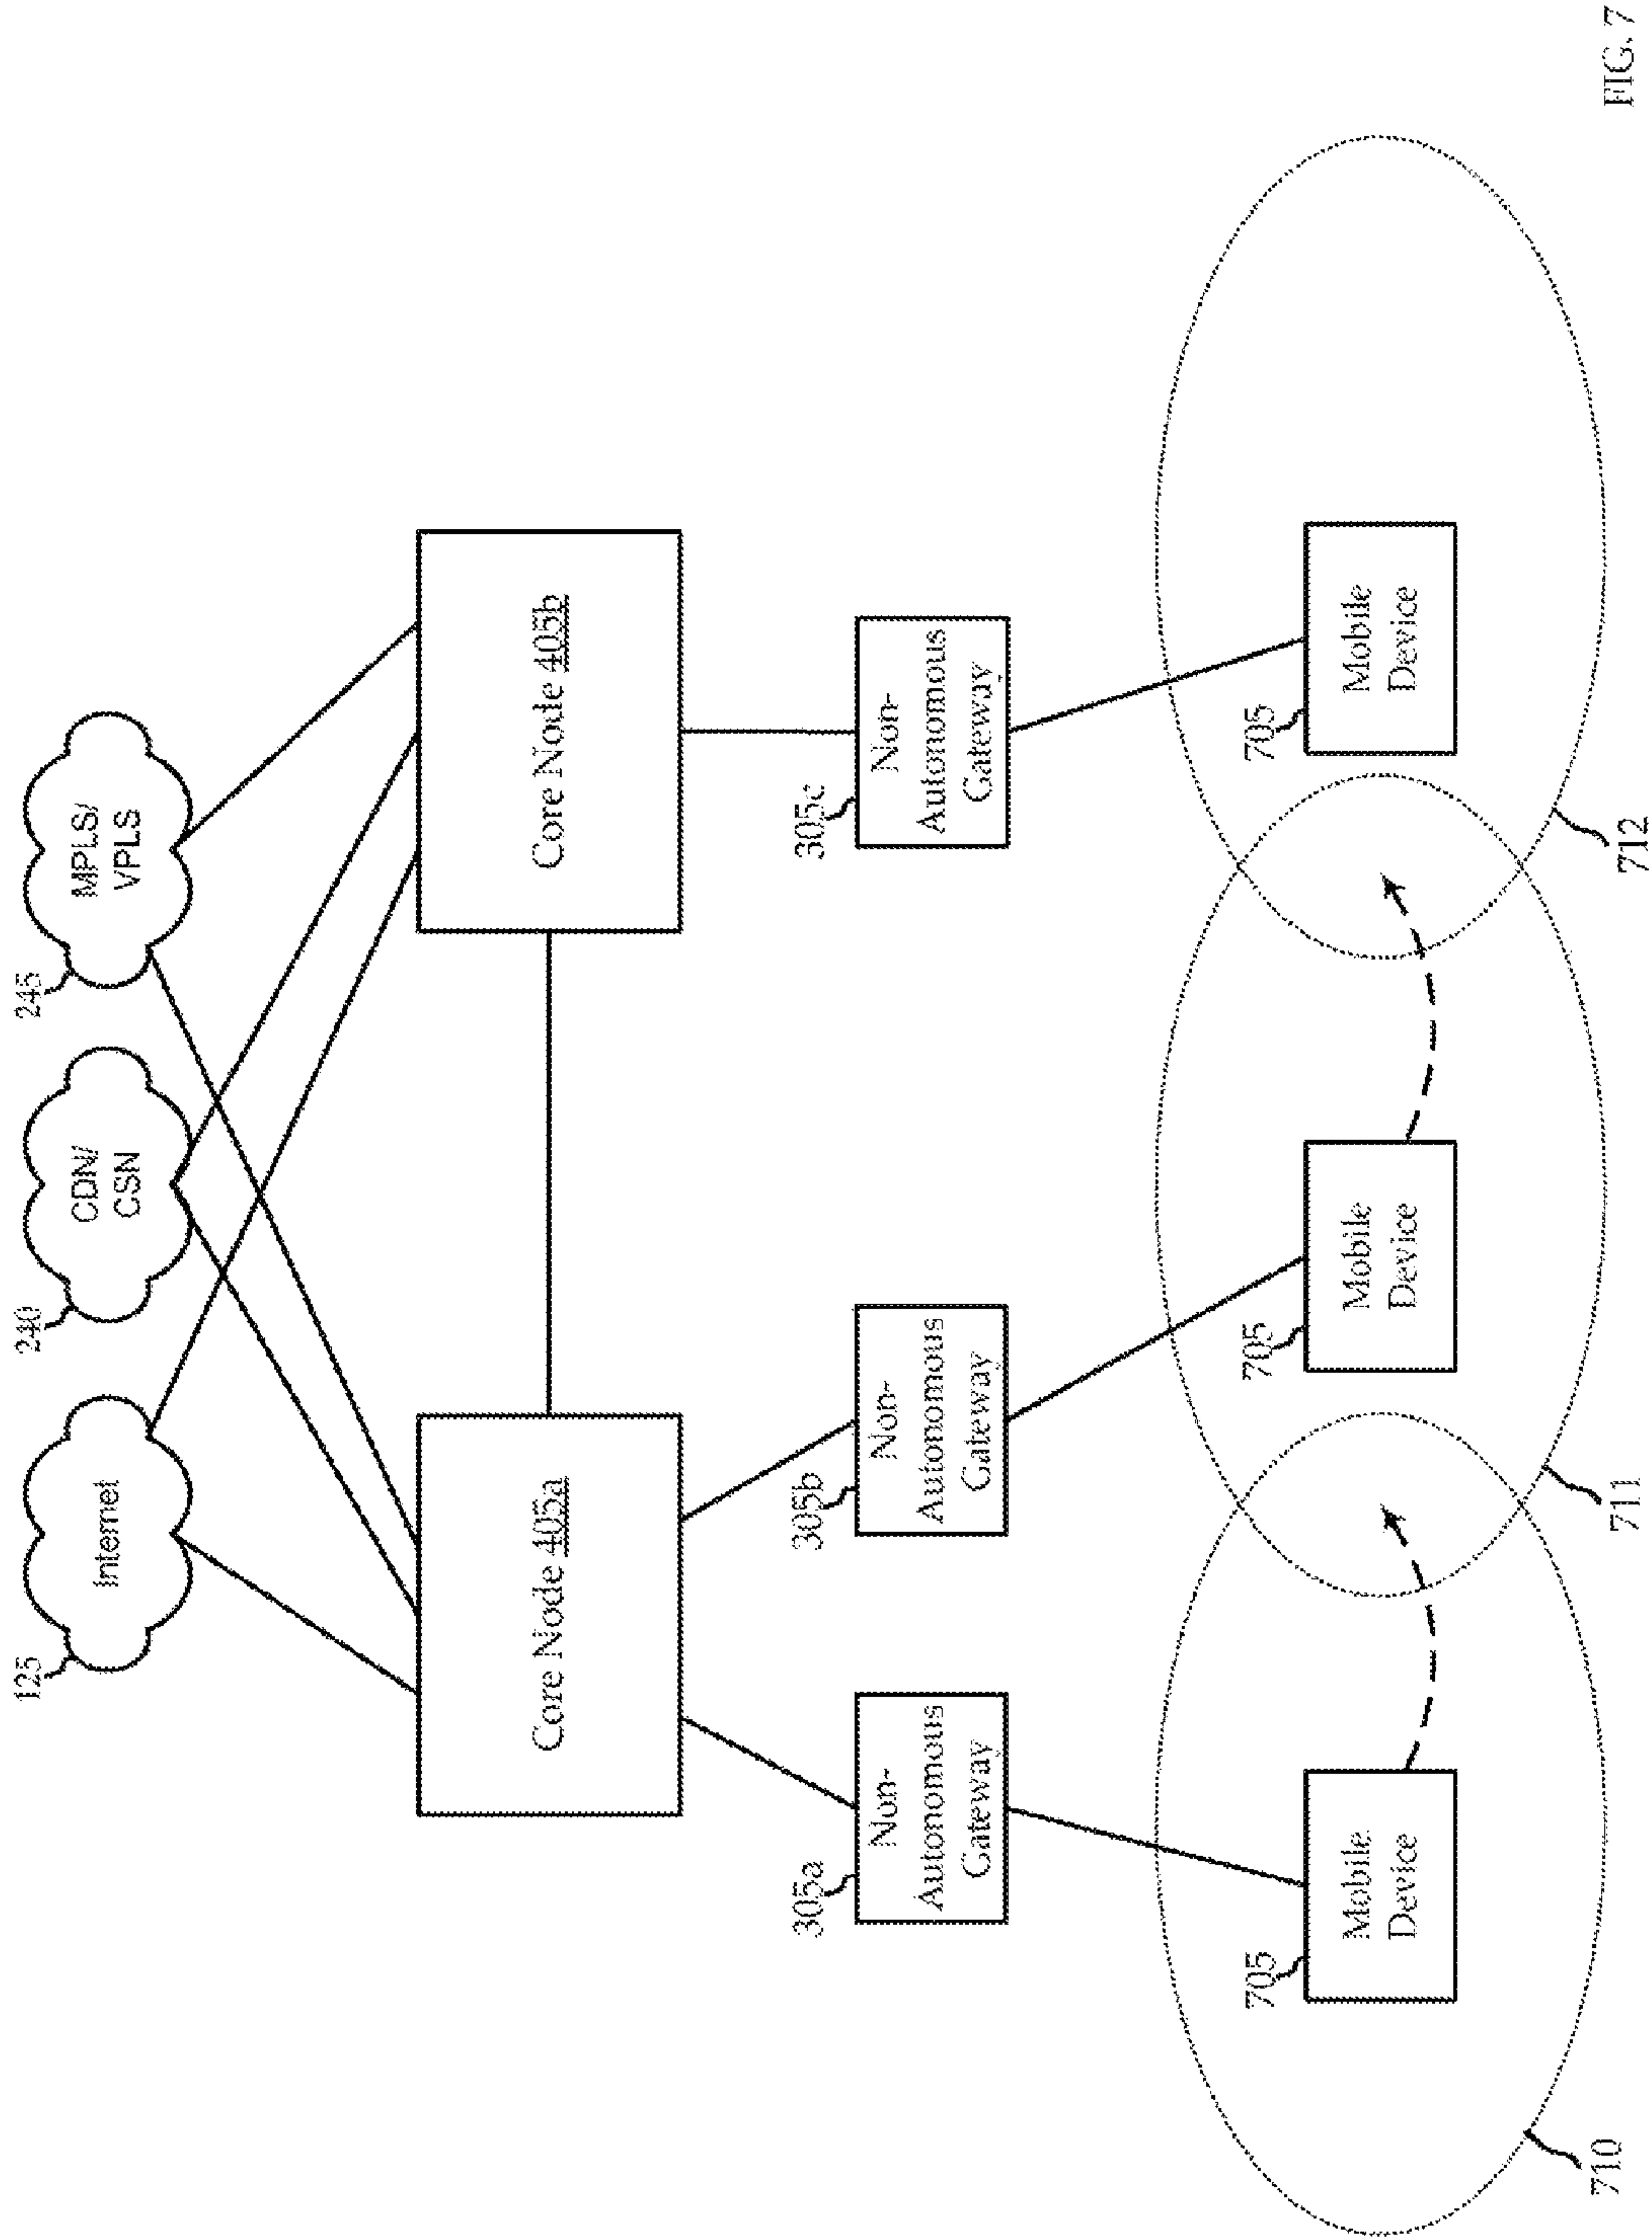 125
Internet
240
CDN/
CSN
245
MPLS/
VPLS
Core Node 405a
Core Node 405b
305a
Non-
Autonomous
Gateway
305b
Non-
Autonomous
Gateway
305c
Non-
Autonomous
Gateway
705
Mobile
Device
705
Mobile
Device
705
Mobile
Device
710
711
712
FIG. 7